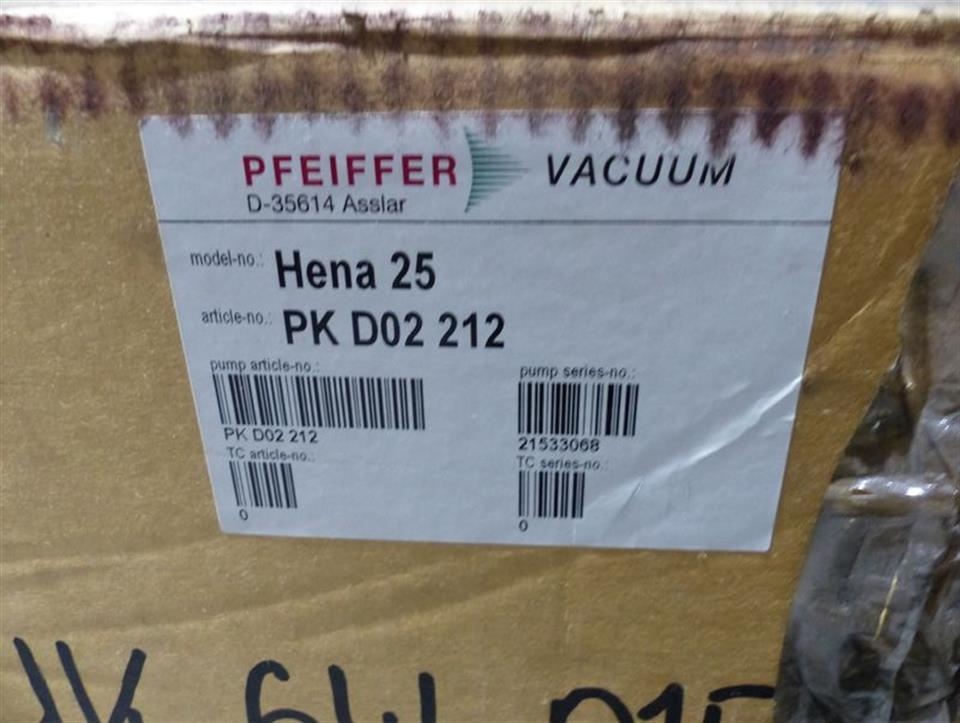 PFEIFFER VACUUM
D-35614 Asslar
model-no.: Hena 25
article-no.: PK D02 212
pump article-no.: pump series-no.:
PK D02 212 21533068
TC article-no.: TC series-no.:
0 0